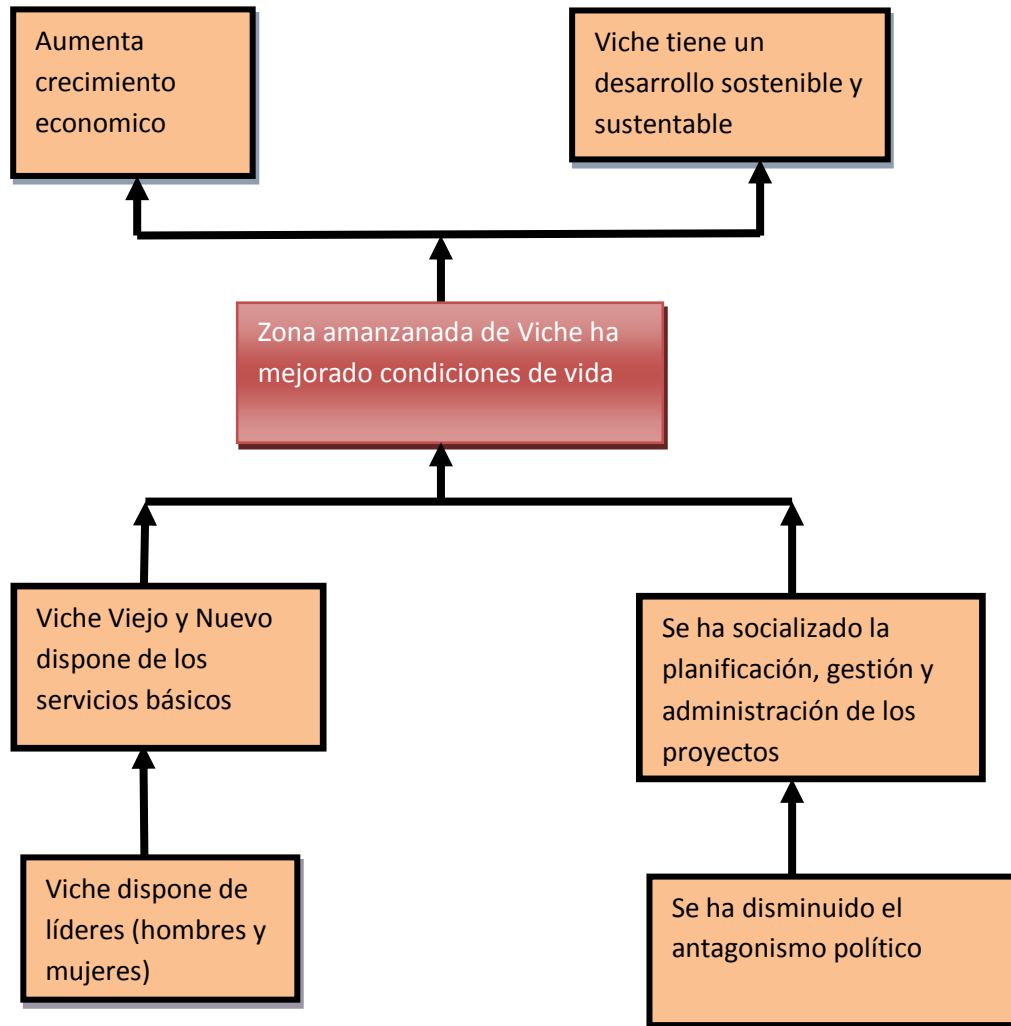 Aumenta
crecimiento
economico
Viche tiene un
desarrollo sostenible y
sustentable
Zona amanzanada de Viche ha
mejorado condiciones de vida
Viche Viejo y Nuevo
dispone de los
servicios básicos
Se ha socializado la
planificación, gestión y
administración de los
proyectos
Viche dispone de
líderes (hombres y
mujeres)
Se ha disminuido el
antagonismo político